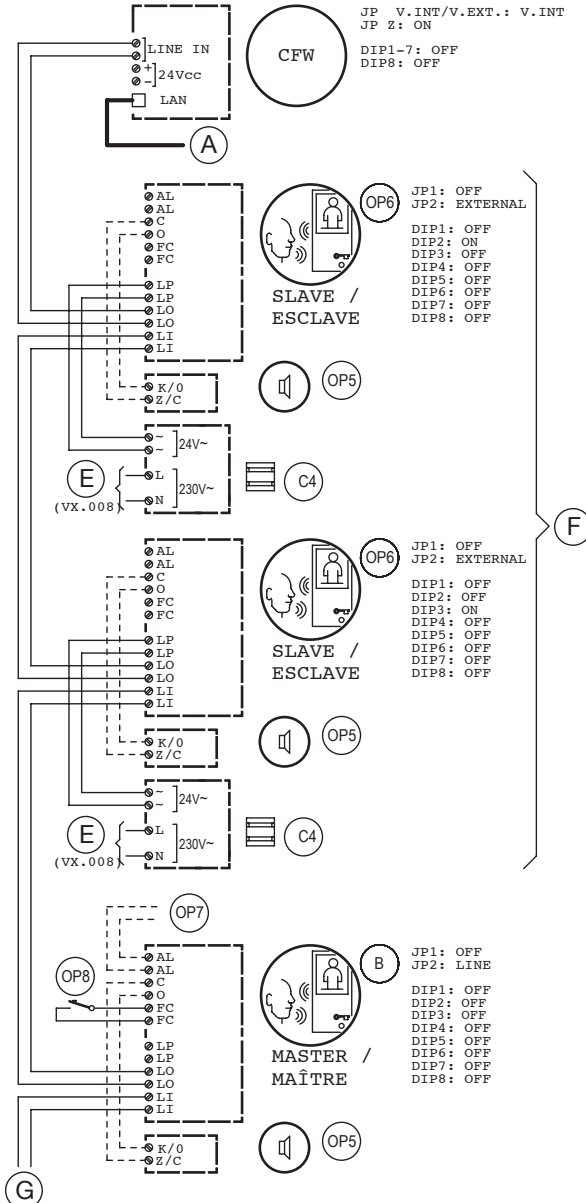 LINE IN
+
24Vcc
−
LAN
A
CFW
JP V.INT/V.EXT.: V.INT
JP Z: ON
DIP1-7: OFF
DIP8: OFF
AL
AL
C
O
FC
FC
LP
LP
LO
LO
LI
LI
K/0
Z/C
~
~
24V~
L
N
230V~
E
(VX.008)
SLAVE /
ESCLAVE
OP6
JP1: OFF
JP2: EXTERNAL
DIP1: OFF
DIP2: ON
DIP3: OFF
DIP4: OFF
DIP5: OFF
DIP6: OFF
DIP7: OFF
DIP8: OFF
OP5
C4
F
AL
AL
C
O
FC
FC
LP
LP
LO
LO
LI
LI
K/0
Z/C
~
~
24V~
L
N
230V~
E
(VX.008)
SLAVE /
ESCLAVE
OP6
JP1: OFF
JP2: EXTERNAL
DIP1: OFF
DIP2: OFF
DIP3: ON
DIP4: OFF
DIP5: OFF
DIP6: OFF
DIP7: OFF
DIP8: OFF
OP5
C4
OP7
OP8
AL
AL
C
O
FC
FC
LP
LP
LO
LO
LI
LI
K/0
Z/C
MASTER /
MAÎTRE
B
JP1: OFF
JP2: LINE
DIP1: OFF
DIP2: OFF
DIP3: OFF
DIP4: OFF
DIP5: OFF
DIP6: OFF
DIP7: OFF
DIP8: OFF
OP5
G